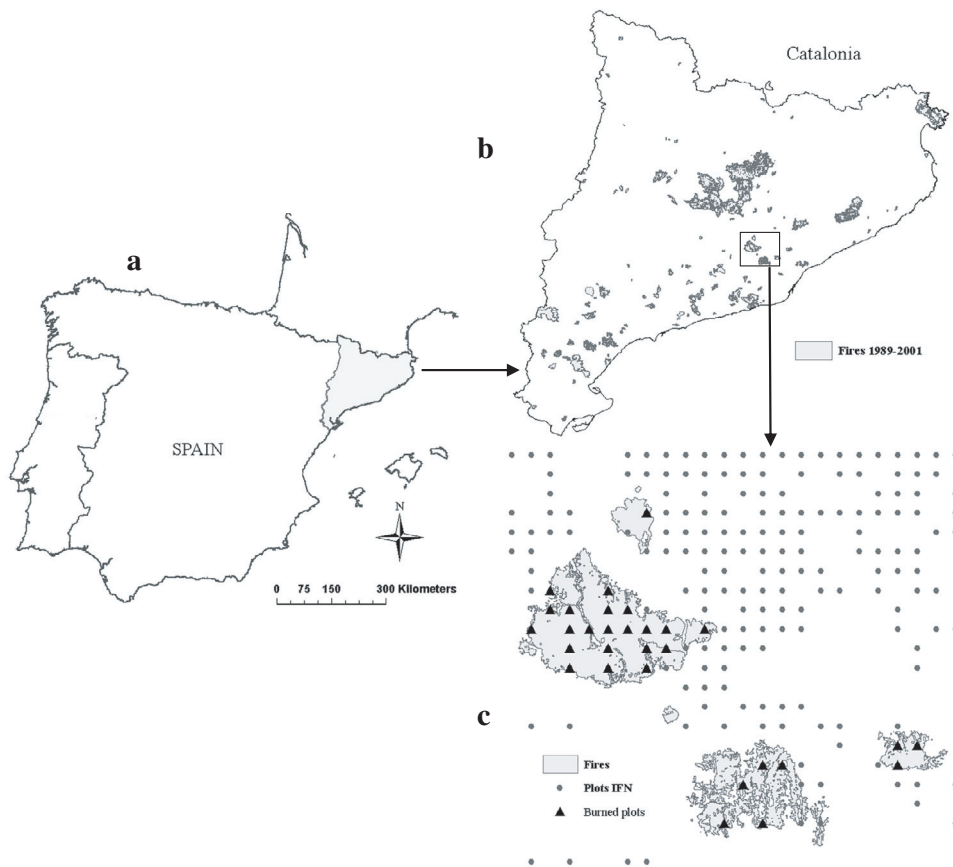 Catalonia
b
a
Fires 1989-2001
SPAIN
N
0 75 150 300 Kilometers
c
Fires
Plots IFN
Burned plots